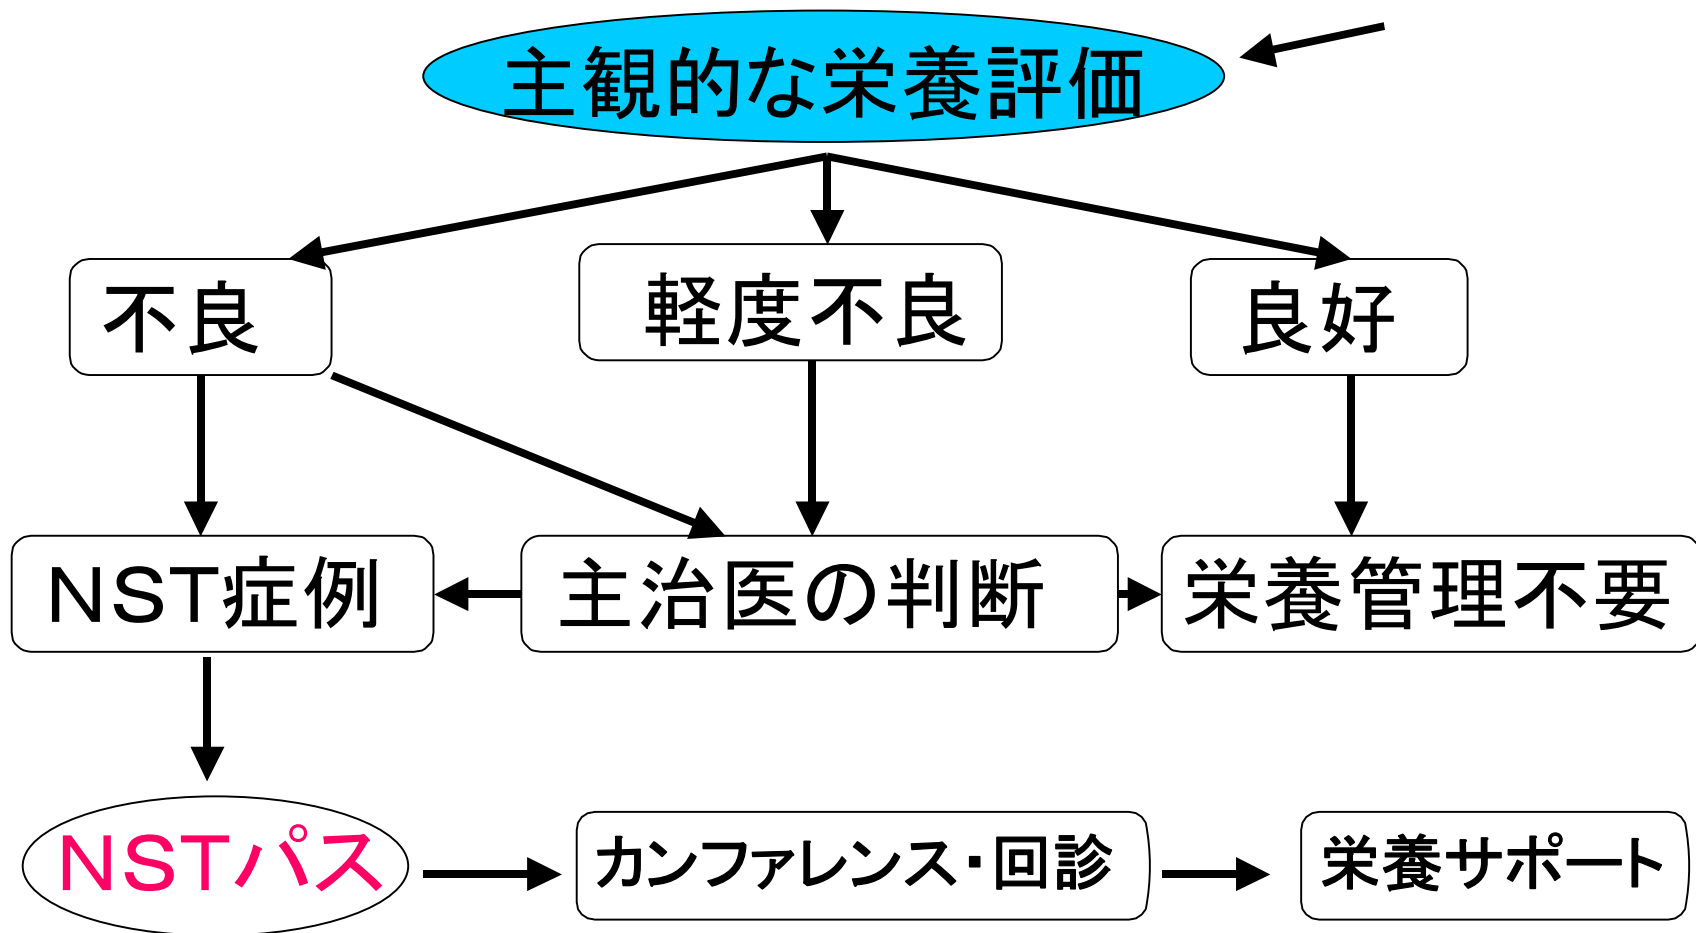 主観的な栄養評価
不良
軽度不良
良好
NST症例
主治医の判断
栄養管理不要
NSTパス
カンファレンス・回診
栄養サポート